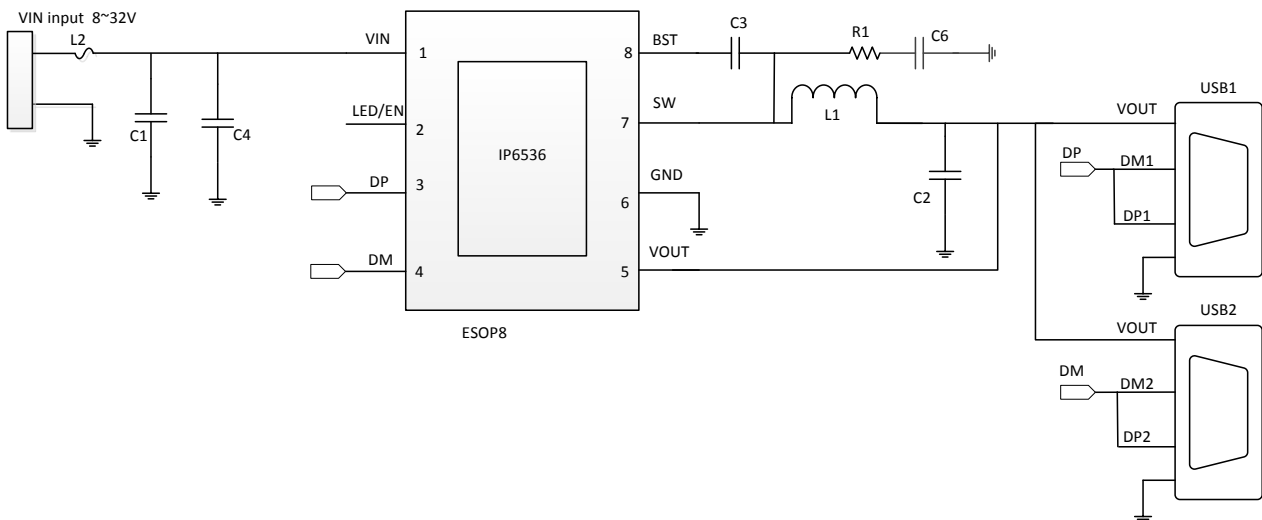 VIN input 8~32V
L2
C1
C4
VIN
1
LED/EN
2
DP
3
DM
4
IP6536
ESOP8
8
BST
7
SW
6
GND
5
VOUT
C3
R1
C6
L1
C2
USB1
VOUT
DP
DM1
DP1
USB2
VOUT
DM
DM2
DP2